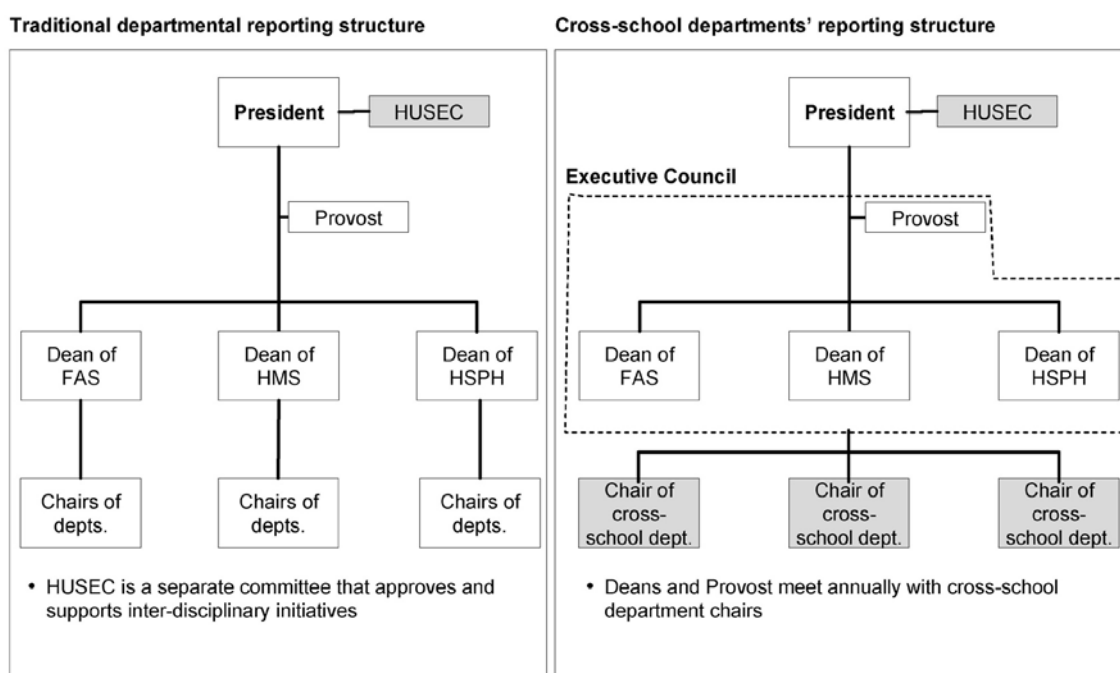 Traditional departmental reporting structure
President
HUSEC
Provost
Dean of
FAS
Dean of
HMS
Dean of
HSPH
Chairs of
depts.
Chairs of
depts.
Chairs of
depts.
• HUSEC is a separate committee that approves and
supports inter-disciplinary initiatives
Cross-school departments' reporting structure
President
HUSEC
Executive Council
Provost
Dean of
FAS
Dean of
HMS
Dean of
HSPH
Chair of
cross-
school dept.
Chair of
cross-
school dept.
Chair of
cross-
school dept.
• Deans and Provost meet annually with cross-school
department chairs